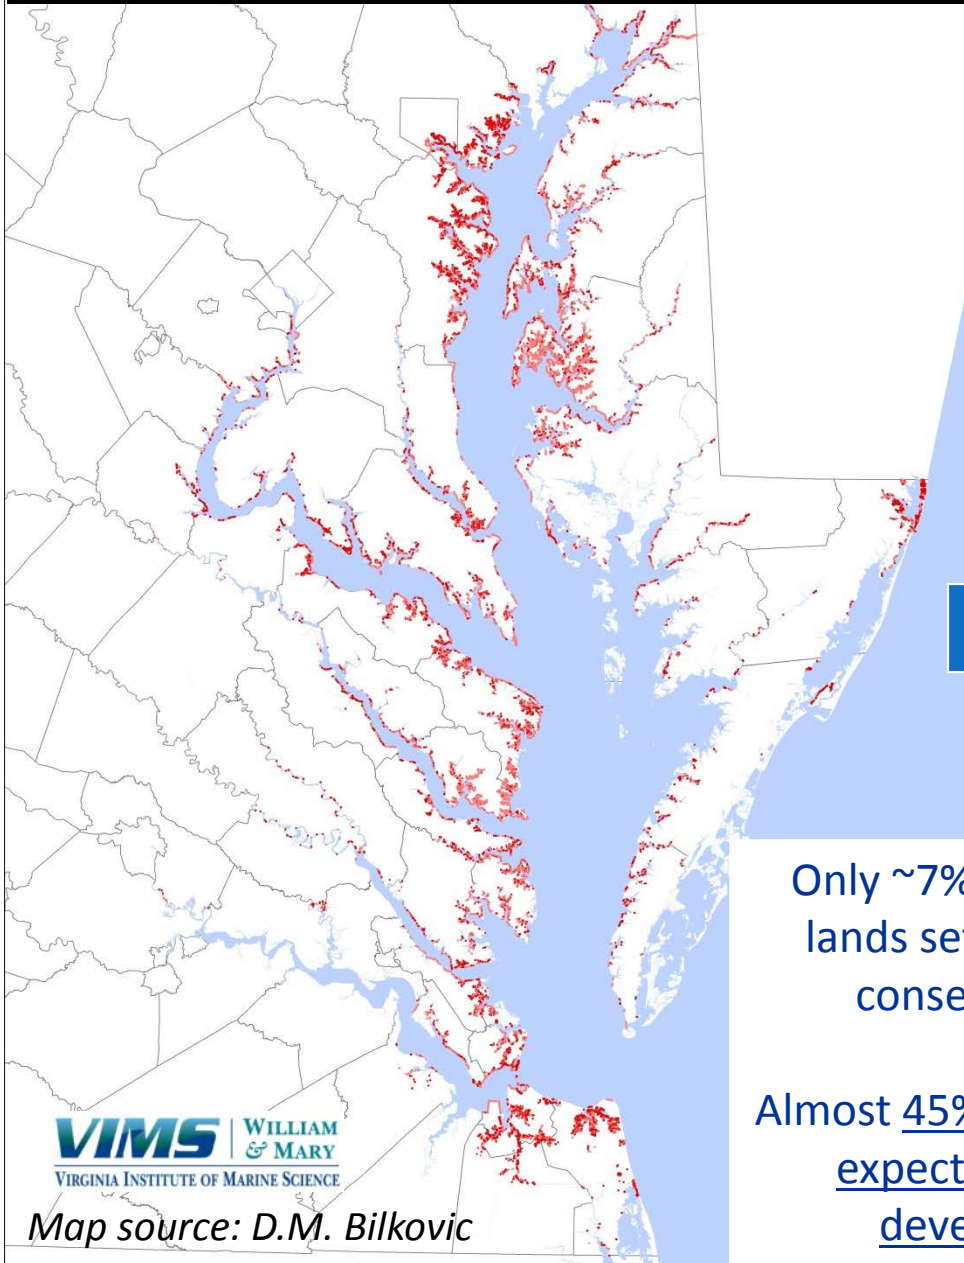 Only ~7%
lands se
conse
Almost 45%
expect
deve
VIMS WILLIAM
& MARY
VIRGINIA INSTITUTE OF MARINE SCIENCE
Map source: D.M. Bilkovic